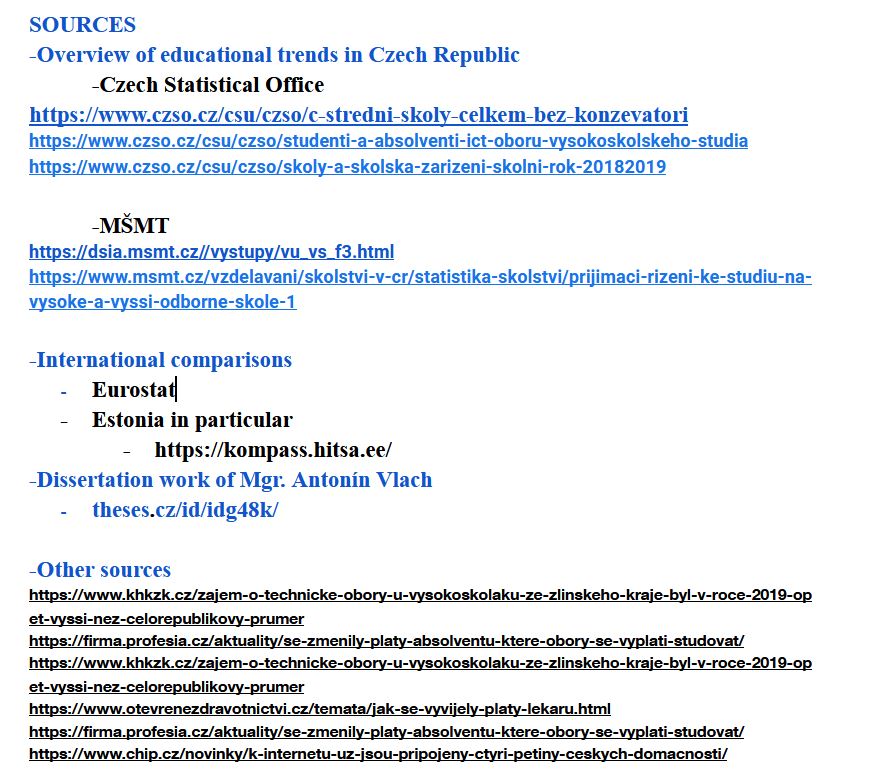 SOURCES
-Overview of educational trends in Czech Republic
-Czech Statistical Office
https://www.czso.cz/csu/czso/c-stredni-skoly-celkem-bez-konzevatori
https://www.czso.cz/csu/czso/studenti-a-absolventi-ict-oboru-vysokoskolskeho-studia
https://www.czso.cz/csu/czso/skoly-a-skolska-zarizeni-skolni-rok-20182019
-MŠMT
https://dsia.msmt.cz//vystupy/vu_vs_f3.html
https://www.msmt.cz/vzdelavani/skolstvi-v-cr/statistika-skolstvi/prijimaci-rizeni-ke-studiu-na-
vysoke-a-vyssi-odborne-skole-1
-International comparisons
- Eurostat
- Estonia in particular
- https://kompass.hitsa.ee/
-Dissertation work of Mgr. Antonín Vlach
- theses.cz/id/idg48k/
-Other sources
https://www.khkzk.cz/zajem-o-technicke-obory-u-vysokoskolaku-ze-zlinskeho-kraje-byl-v-roce-2019-op
et-vyssi-nez-celorepublikovy-prumer
https://firma.profesia.cz/aktuality/se-zmenily-platy-absolventu-ktere-obory-se-vyplati-studovat/
https://www.khkzk.cz/zajem-o-technicke-obory-u-vysokoskolaku-ze-zlinskeho-kraje-byl-v-roce-2019-op
et-vyssi-nez-celorepublikovy-prumer
https://www.otevrenezdravotnictvi.cz/temata/jak-se-vyvijely-platy-lekaru.html
https://firma.profesia.cz/aktuality/se-zmenily-platy-absolventu-ktere-obory-se-vyplati-studovat/
https://www.chip.cz/novinky/k-internetu-uz-jsou-pripojeny-ctyri-petiny-ceskych-domacnosti/